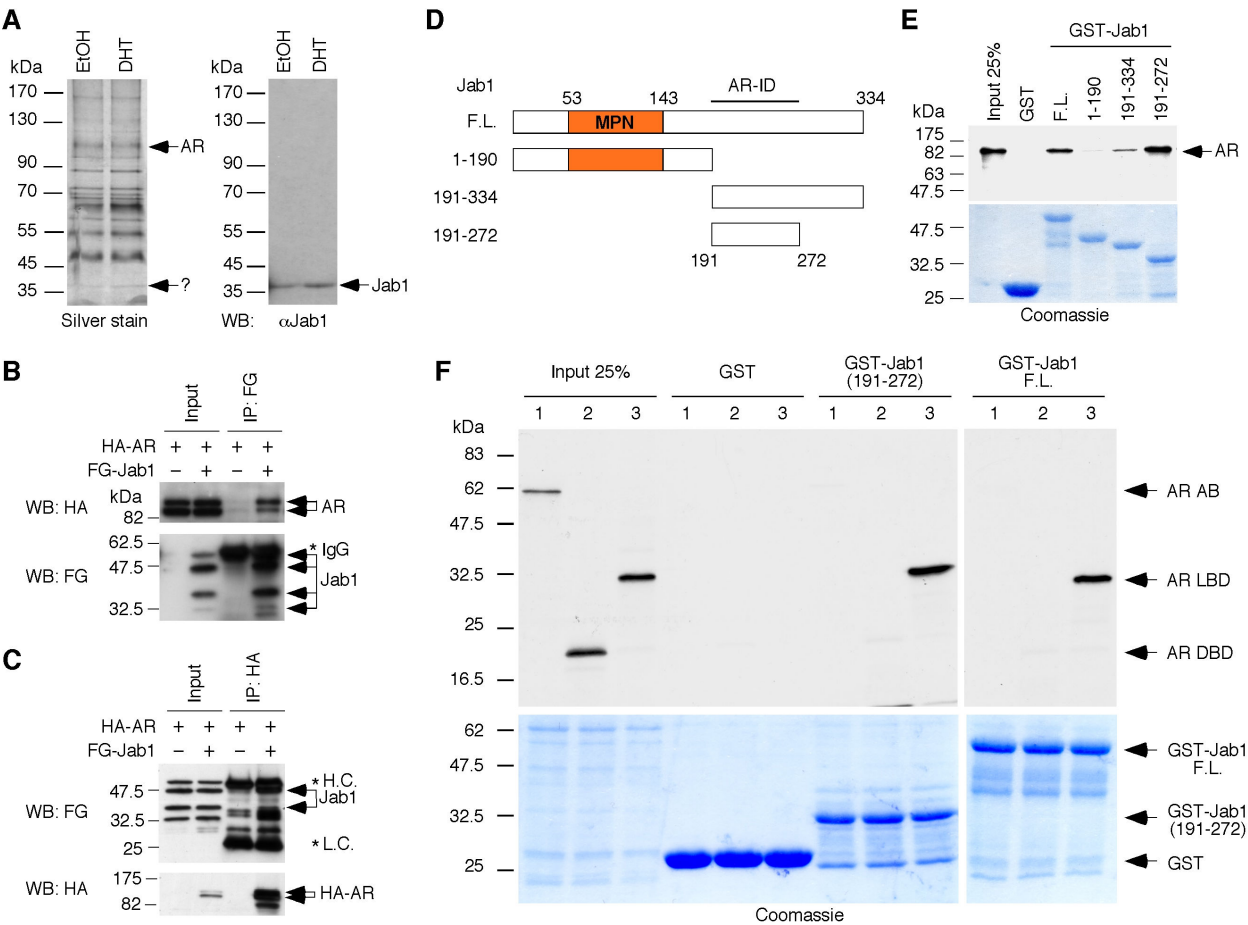 A
EtOH
DHT
kDa
170
130
90
70
55
45
35
AR
?
Silver stain
EtOH
DHT
kDa
170
130
90
70
55
45
35
Jab1
WB: αJab1
B
Input
IP: FG
HA-AR + + + +
FG-Jab1 − + − +
kDa
WB: HA
82
AR
62.5
* IgG
47.5
WB: FG
Jab1
32.5
C
Input
IP: HA
HA-AR + + + +
FG-Jab1 − + − +
* H.C.
47.5
Jab1
WB: FG
32.5
25
* L.C.
175
WB: HA
HA-AR
82
D
Jab1
53 143 AR-ID 334
F.L. MPN
1-190
191-334
191-272
191 272
E
GST-Jab1
Input 25%
GST
F.L.
1-190
191-334
191-272
kDa
175
82
63
47.5
AR
47.5
32.5
25
Coomassie
F
Input 25% GST GST-Jab1 (191-272) GST-Jab1 F.L.
1 2 3 1 2 3 1 2 3 1 2 3
kDa
83
62
47.5
32.5
25
16.5
AR AB
AR LBD
AR DBD
62
47.5
32.5
25
GST-Jab1
F.L.
GST-Jab1
(191-272)
GST
Coomassie